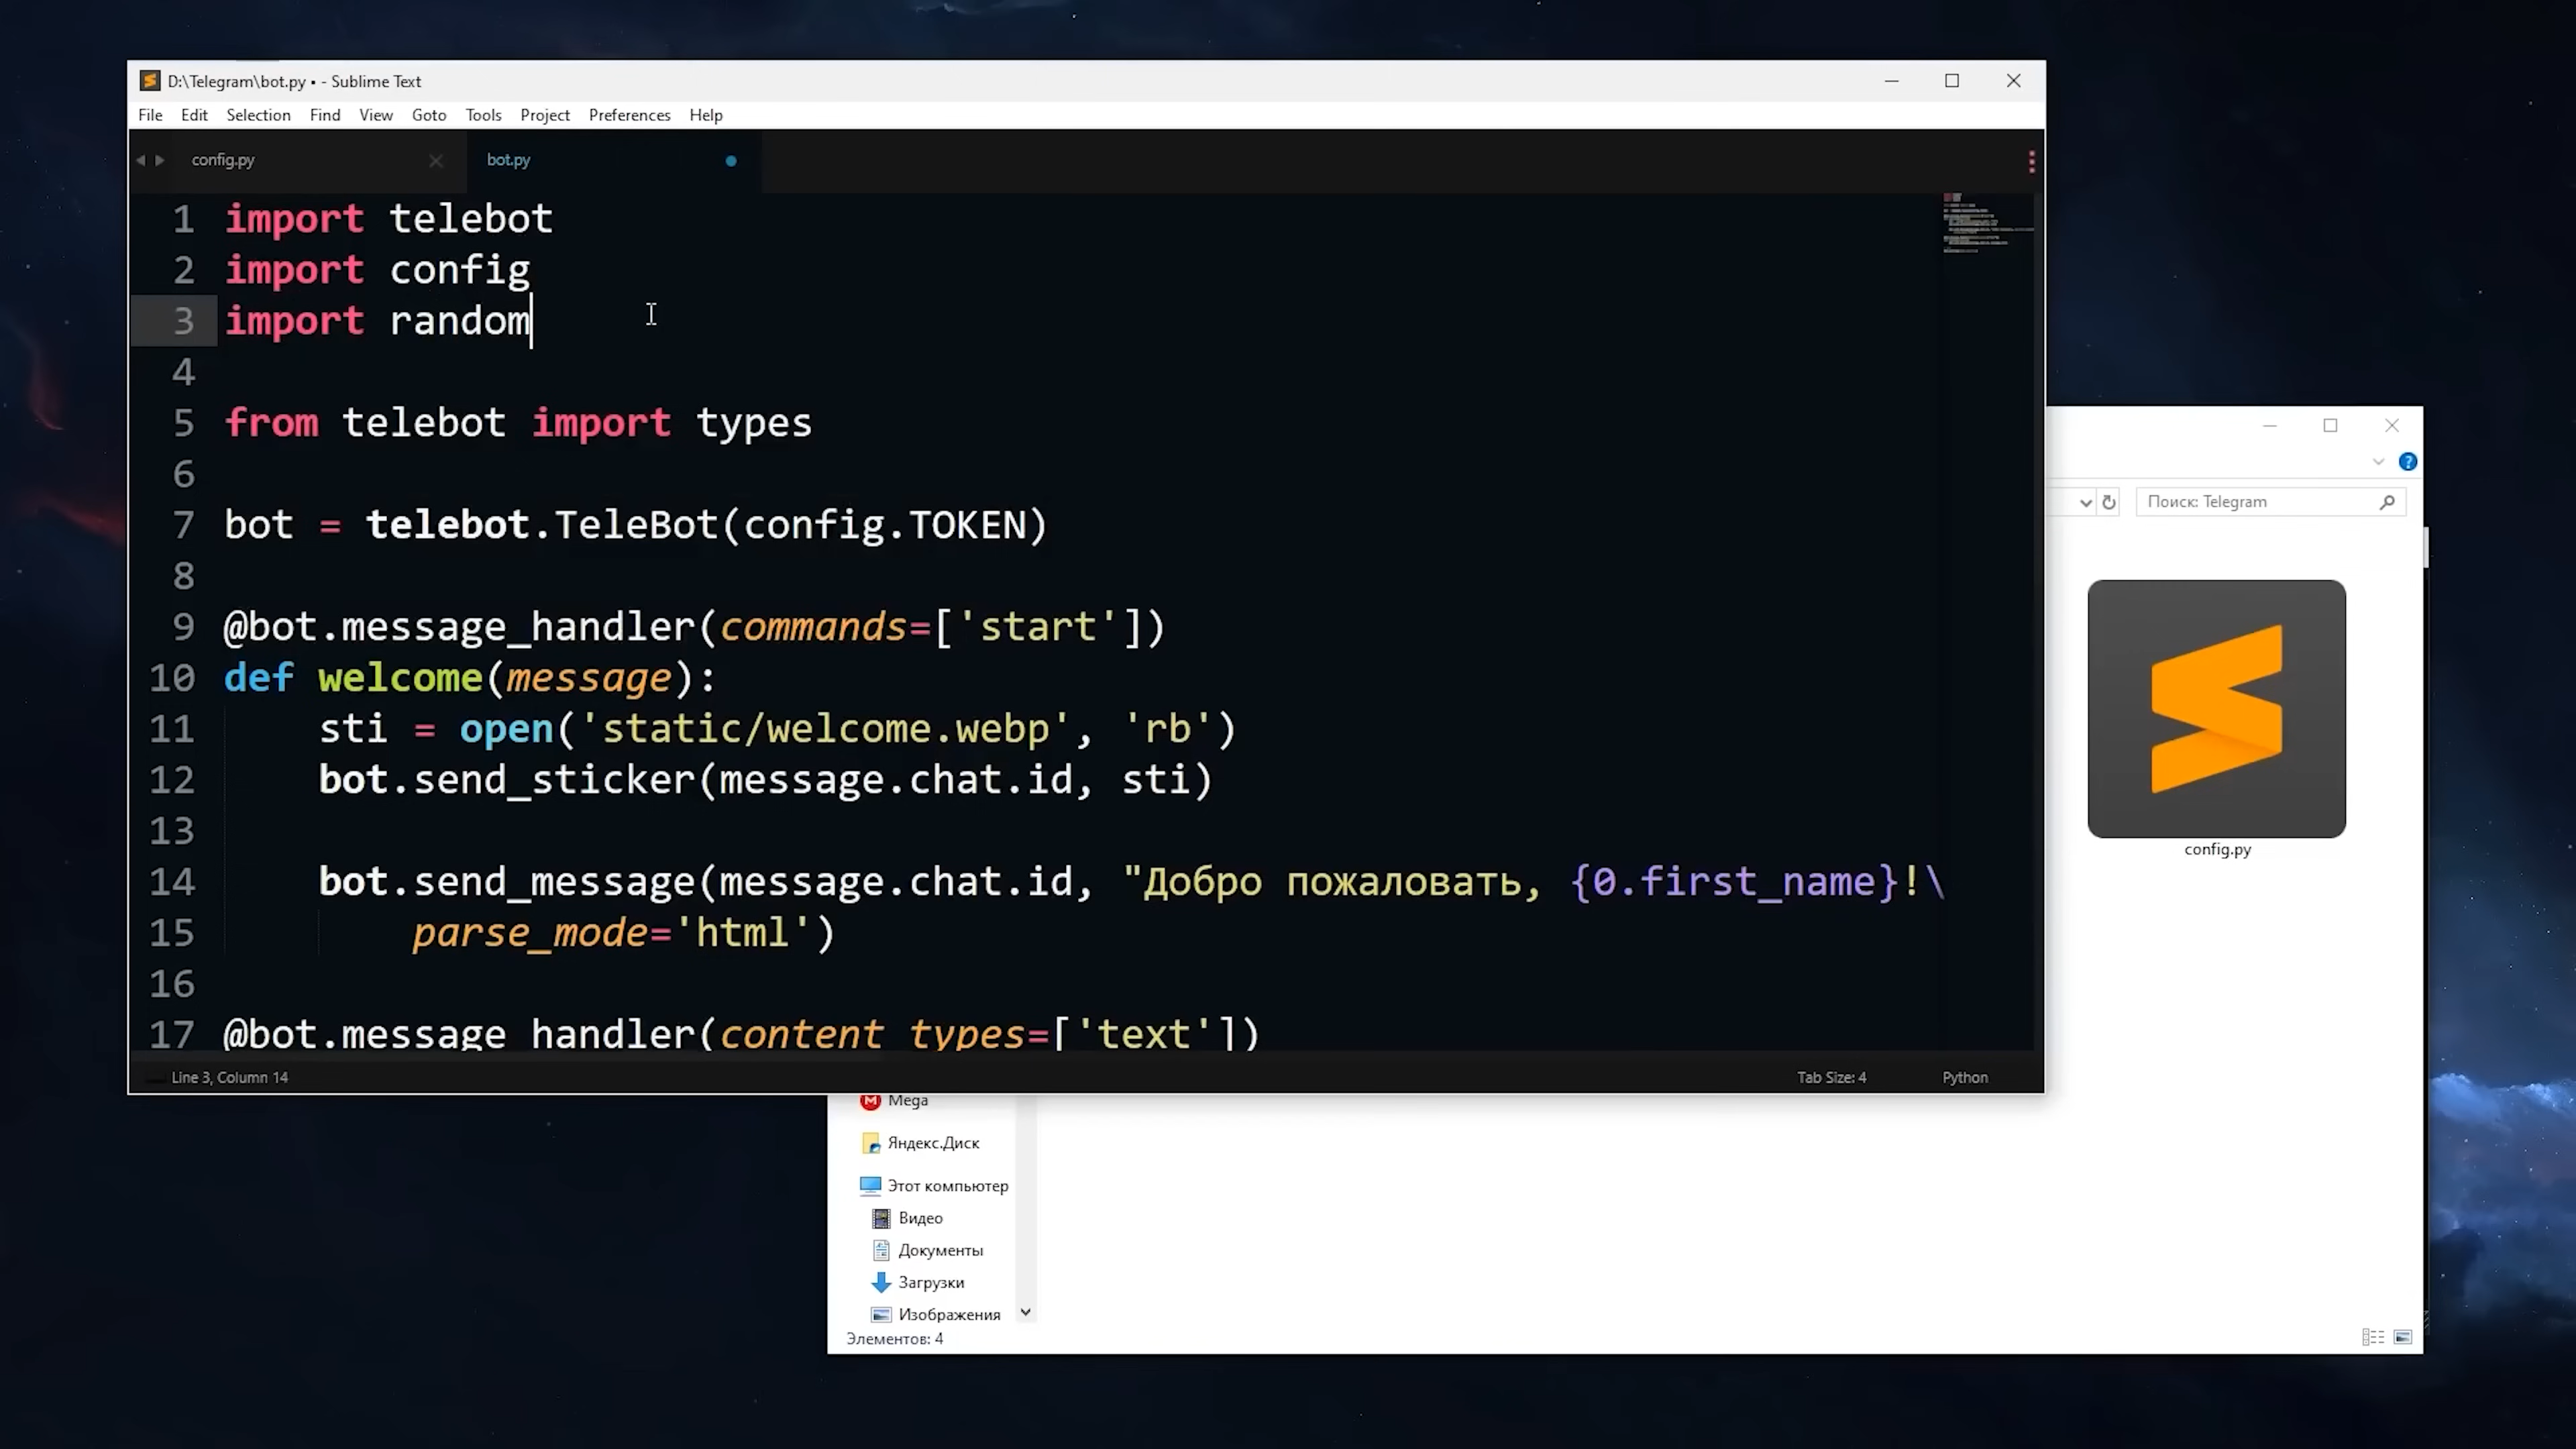 D:\Telegram\bot.py • - Sublime Text
File Edit Selection Find View Goto Tools Project Preferences Help
config.py
bot.py
1 import telebot
2 import config
3 import random
4
5 from telebot import types
6
7 bot = telebot.TeleBot(config.TOKEN)
8
9 @bot.message_handler(commands=['start'])
10 def welcome(message):
11 sti = open('static/welcome.webp', 'rb')
12 bot.send_sticker(message.chat.id, sti)
13
14 bot.send_message(message.chat.id, "Добро пожаловать, {0.first_name}!\
15 parse_mode='html')
16
17 @bot.message_handler(content_types=['text'])
Line 3, Column 14
Tab Size: 4
Python
Поиск: Telegram
config.py
Mega
Яндекс.Диск
Этот компьютер
Видео
Документы
Загрузки
Изображения
Элементов: 4